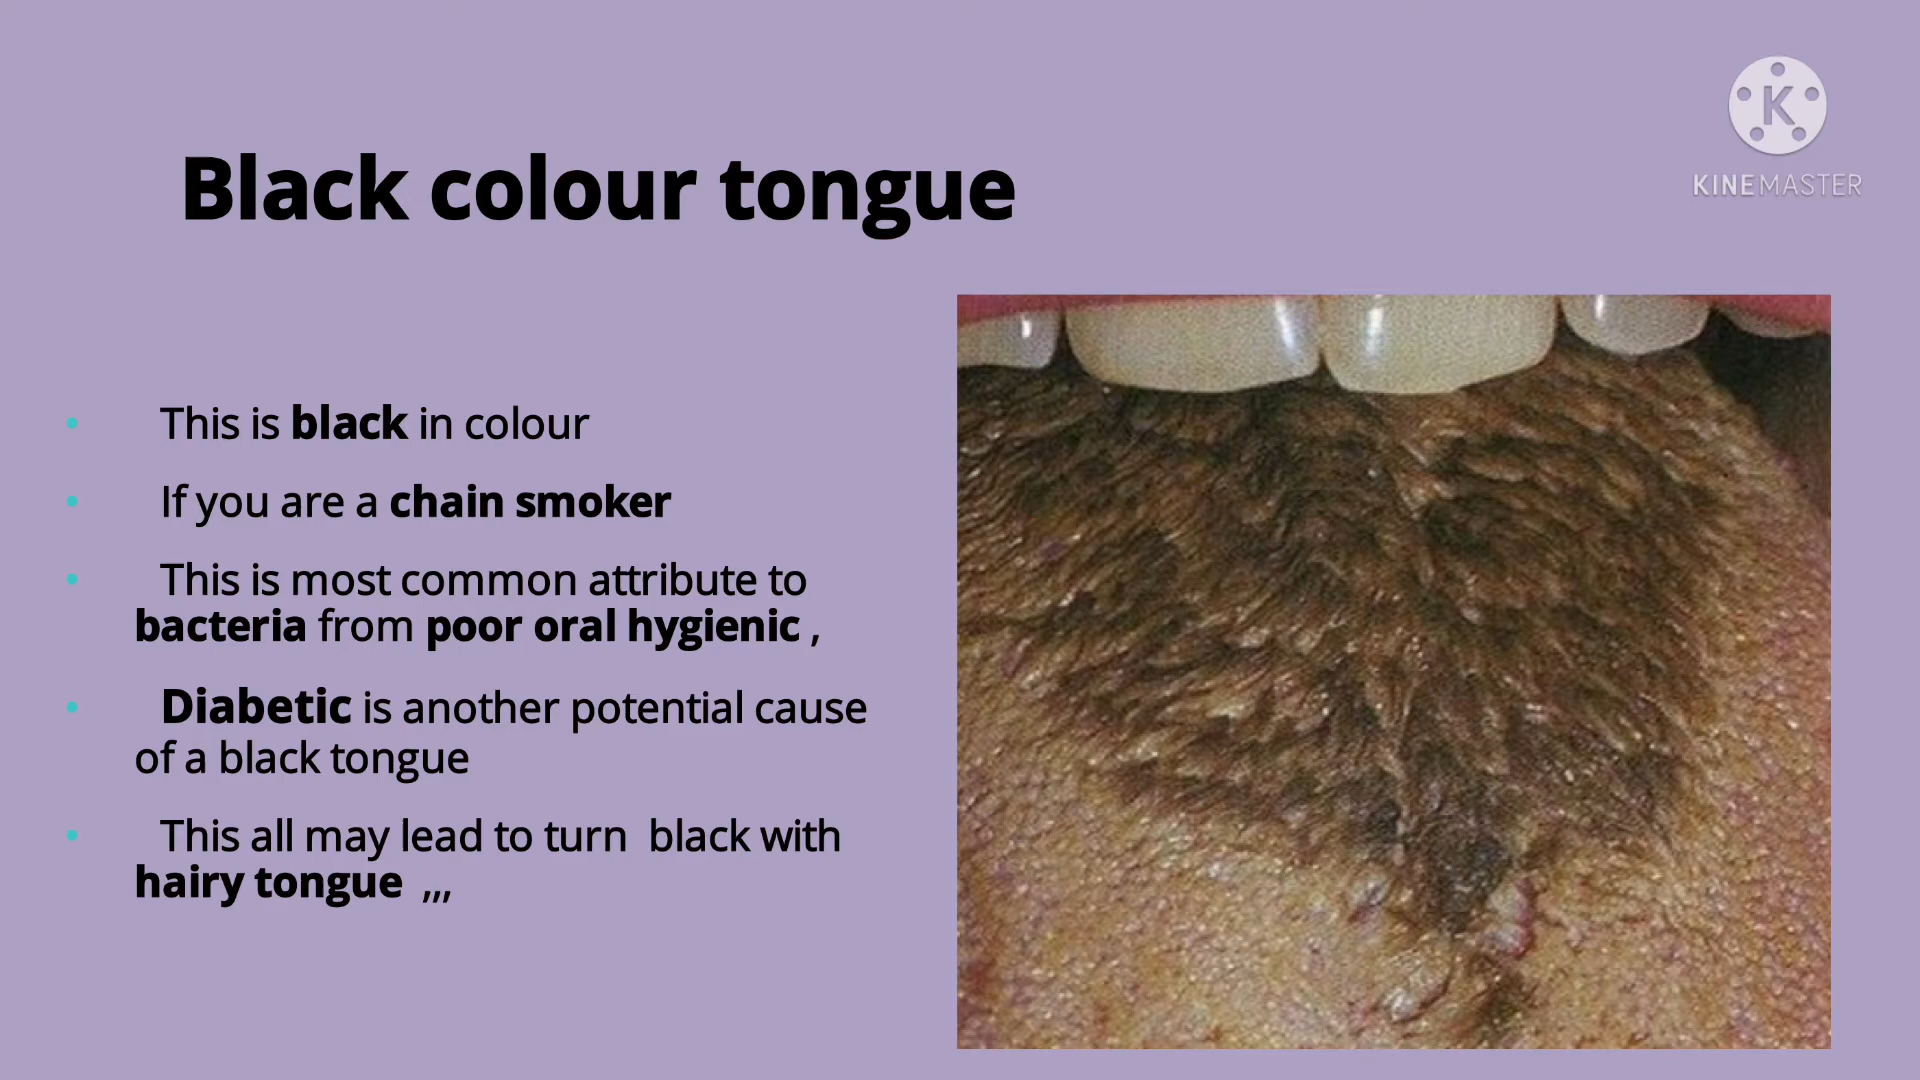 KINEMASTER
Black colour tongue
This is black in colour
If you are a chain smoker
This is most common attribute to
bacteria from poor oral hygienic ,
Diabetic is another potential cause
of a black tongue
This all may lead to turn  black with
hairy tongue  ,,,